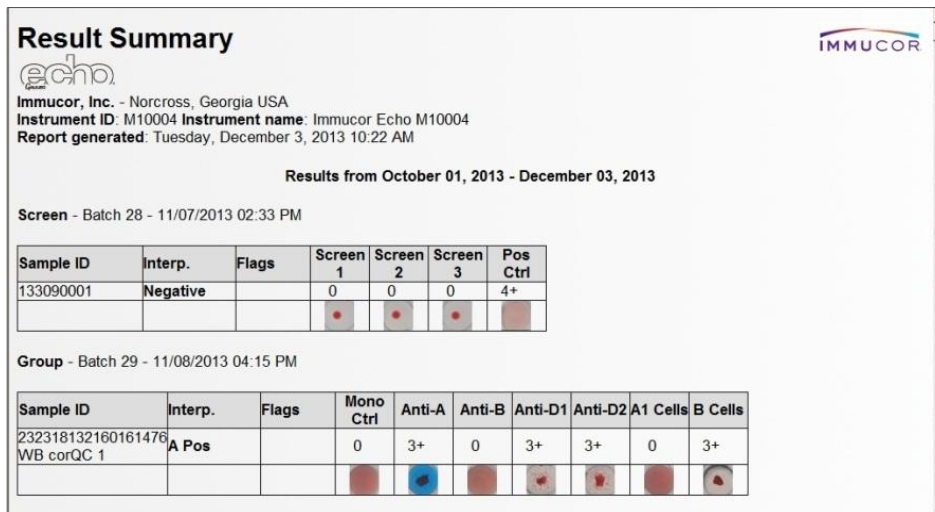 Result Summary
IMMUCOR
echo
Immucor, Inc. - Norcross, Georgia USA
Instrument ID: M10004 Instrument name: Immucor Echo M10004
Report generated: Tuesday, December 3, 2013 10:22 AM
Results from October 01, 2013 - December 03, 2013
Screen - Batch 28 - 11/07/2013 02:33 PM
Sample ID Interp. Flags Screen 1 Screen 2 Screen 3 Pos Ctrl
133090001 Negative 0 0 0 4+
Group - Batch 29 - 11/08/2013 04:15 PM
Sample ID Interp. Flags Mono Ctrl Anti-A Anti-B Anti-D1 Anti-D2 A1 Cells B Cells
232318132160161476 A Pos 0 3+ 0 3+ 3+ 0 3+
WB corQC 1